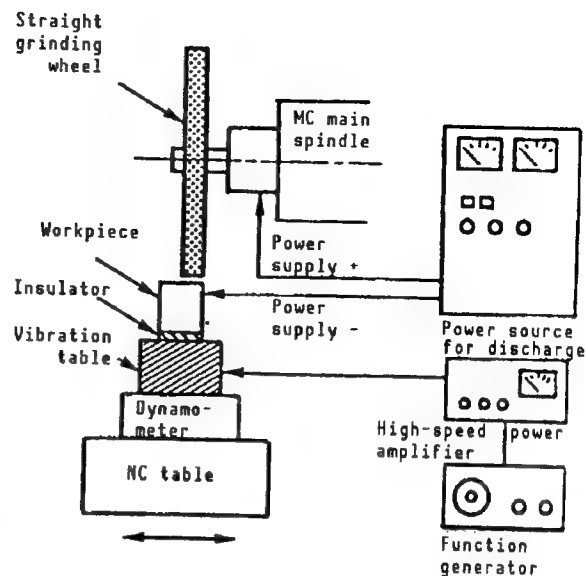 Straight
grinding
wheel
MC main
spindle
Workpiece
Power
supply +
Insulator
Power
supply -
Vibration
table
Power source
for discharge
Dynamo-
meter
High-speed power
amplifier
NC table
Function
generator